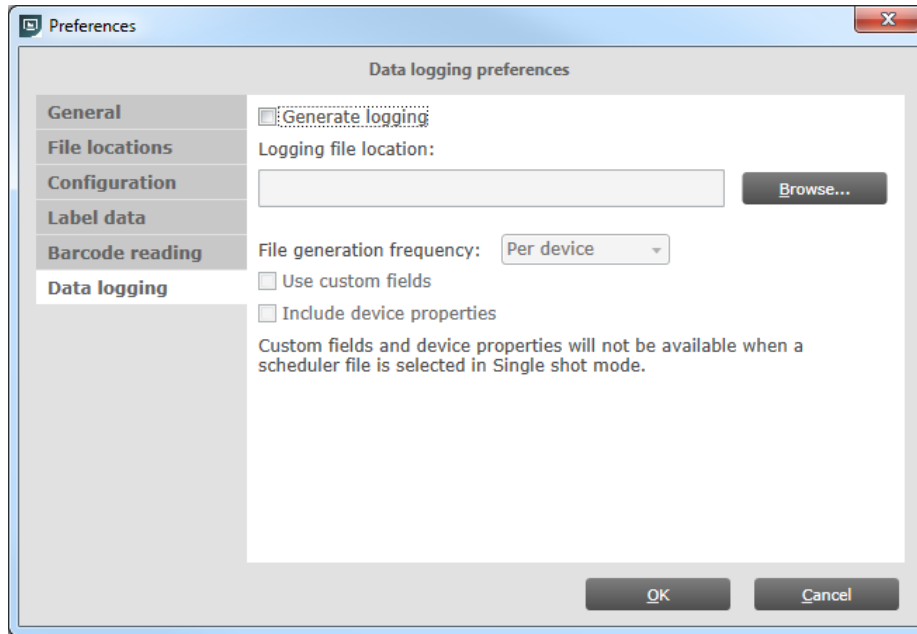 Preferences
Data logging preferences
General
File locations
Configuration
Label data
Barcode reading
Data logging
Generate logging
Logging file location:
Browse...
File generation frequency: Per device
Use custom fields
Include device properties
Custom fields and device properties will not be available when a
scheduler file is selected in Single shot mode.
OK
Cancel